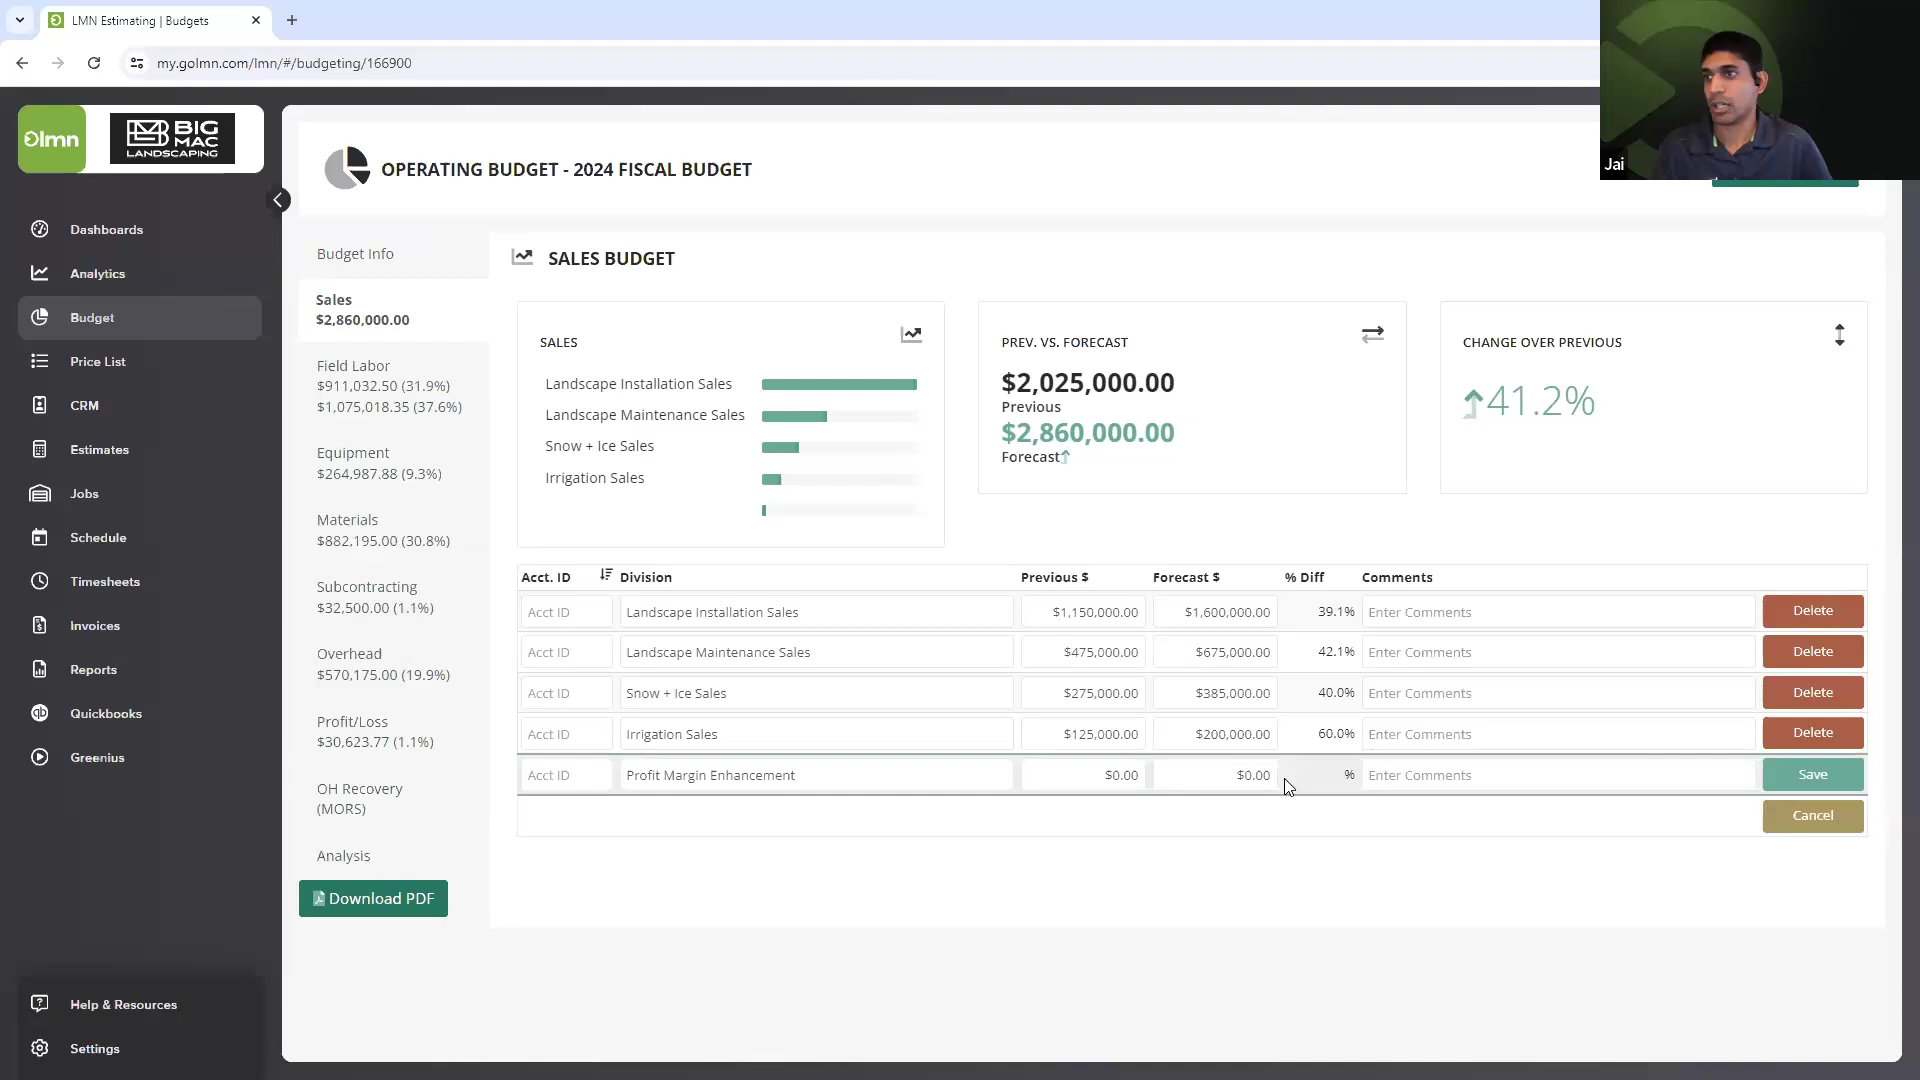 LMN Estimating | Budgets
my.golmn.com/lmn/#/budgeting/166900
lmn
BIG
MAC
LANDSCAPING
Jai
Dashboards
Analytics
Budget
Price List
CRM
Estimates
Jobs
Schedule
Timesheets
Invoices
Reports
Quickbooks
Greenius
Help & Resources
Settings
OPERATING BUDGET - 2024 FISCAL BUDGET
Budget Info
Sales
$2,860,000.00
Field Labor
$911,032.50 (31.9%)
$1,075,018.35 (37.6%)
Equipment
$264,987.88 (9.3%)
Materials
$882,195.00 (30.8%)
Subcontracting
$32,500.00 (1.1%)
Overhead
$570,175.00 (19.9%)
Profit/Loss
$30,623.77 (1.1%)
OH Recovery
(MORS)
Analysis
Download PDF
SALES BUDGET
SALES
Landscape Installation Sales
Landscape Maintenance Sales
Snow + Ice Sales
Irrigation Sales
PREV. VS. FORECAST
$2,025,000.00
Previous
$2,860,000.00
Forecast
CHANGE OVER PREVIOUS
41.2%
Acct. ID Division Previous $ Forecast $ % Diff Comments
Acct ID Landscape Installation Sales $1,150,000.00 $1,600,000.00 39.1% Enter Comments Delete
Acct ID Landscape Maintenance Sales $475,000.00 $675,000.00 42.1% Enter Comments Delete
Acct ID Snow + Ice Sales $275,000.00 $385,000.00 40.0% Enter Comments Delete
Acct ID Irrigation Sales $125,000.00 $200,000.00 60.0% Enter Comments Delete
Acct ID Profit Margin Enhancement $0.00 $0.00 % Enter Comments Save
Cancel